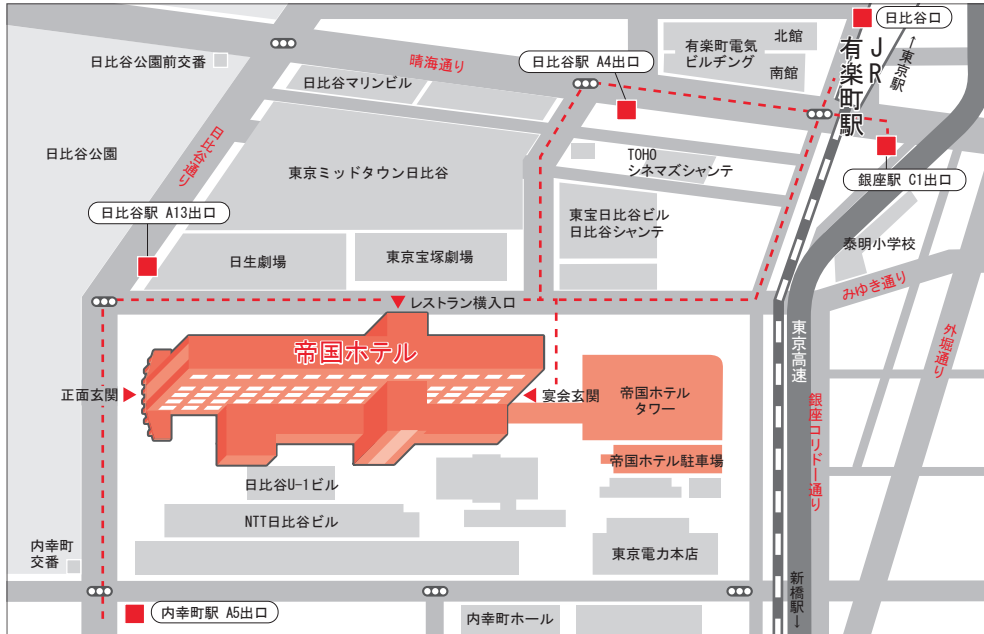 日比谷口
北館
有楽町電気
ビルヂング
南館
JR
有楽町駅
←東京駅
日比谷公園前交番
晴海通り
日比谷駅 A4出口
日比谷マリンビル
日比谷公園
日比谷通り
東京ミッドタウン日比谷
TOHO
シネマズシャンテ
銀座駅 C1出口
日比谷駅 A13出口
東宝日比谷ビル
日比谷シャンテ
泰明小学校
日生劇場
東京宝塚劇場
みゆき通り
レストラン横入口
帝国ホテル
東京高速
外堀通り
正面玄関
宴会玄関
帝国ホテル
タワー
銀座コリドー通り
帝国ホテル駐車場
日比谷U-1ビル
NTT日比谷ビル
内幸町
交番
東京電力本店
新橋駅→
内幸町駅 A5出口
内幸町ホール